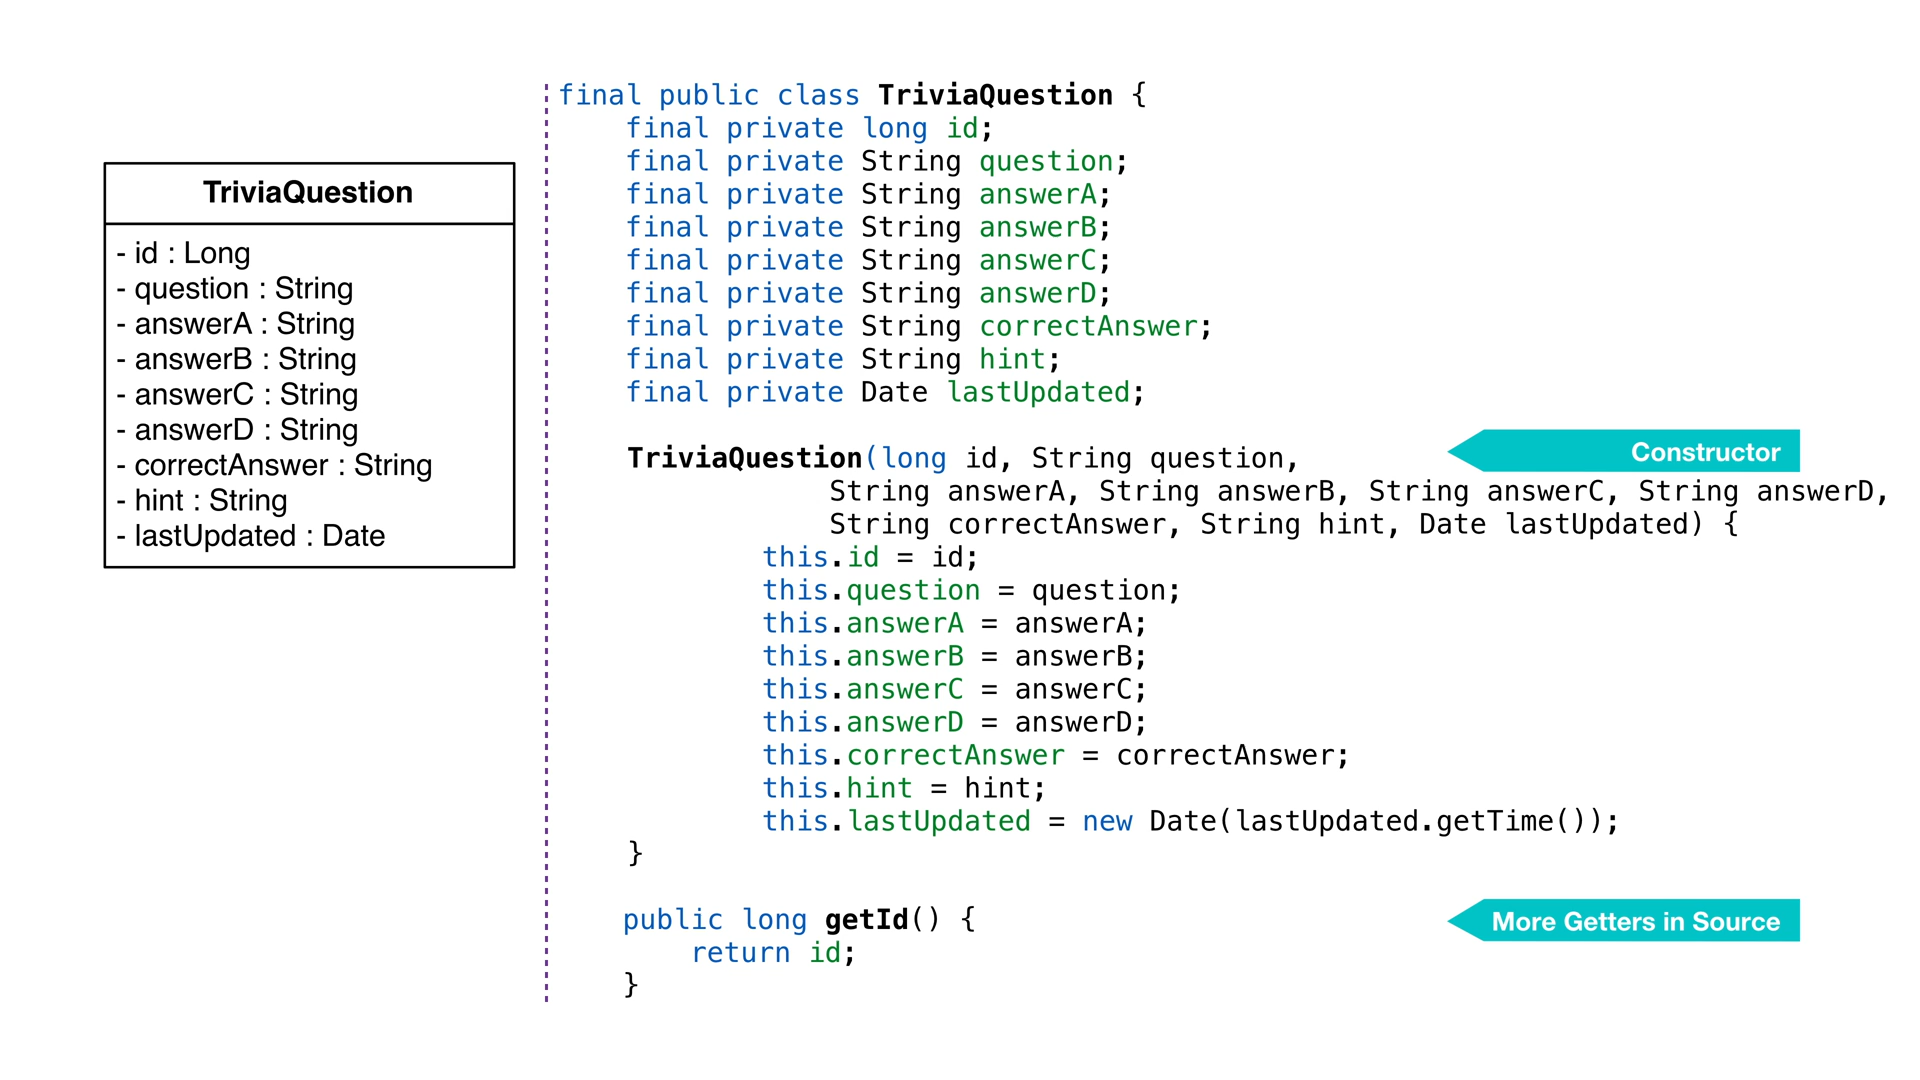 TriviaQuestion
- id : Long
- question : String
- answerA : String
- answerB : String
- answerC : String
- answerD : String
- correctAnswer : String
- hint : String
- lastUpdated : Date
final public class TriviaQuestion {
final private long id;
final private String question;
final private String answerA;
final private String answerB;
final private String answerC;
final private String answerD;
final private String correctAnswer;
final private String hint;
final private Date lastUpdated;
TriviaQuestion(long id, String question,
Constructor
String answerA, String answerB, String answerC, String answerD,
String correctAnswer, String hint, Date lastUpdated) {
this.id = id;
this.question = question;
this.answerA = answerA;
this.answerB = answerB;
this.answerC = answerC;
this.answerD = answerD;
this.correctAnswer = correctAnswer;
this.hint = hint;
this.lastUpdated = new Date(lastUpdated.getTime());
}
public long getId() {
More Getters in Source
return id;
}